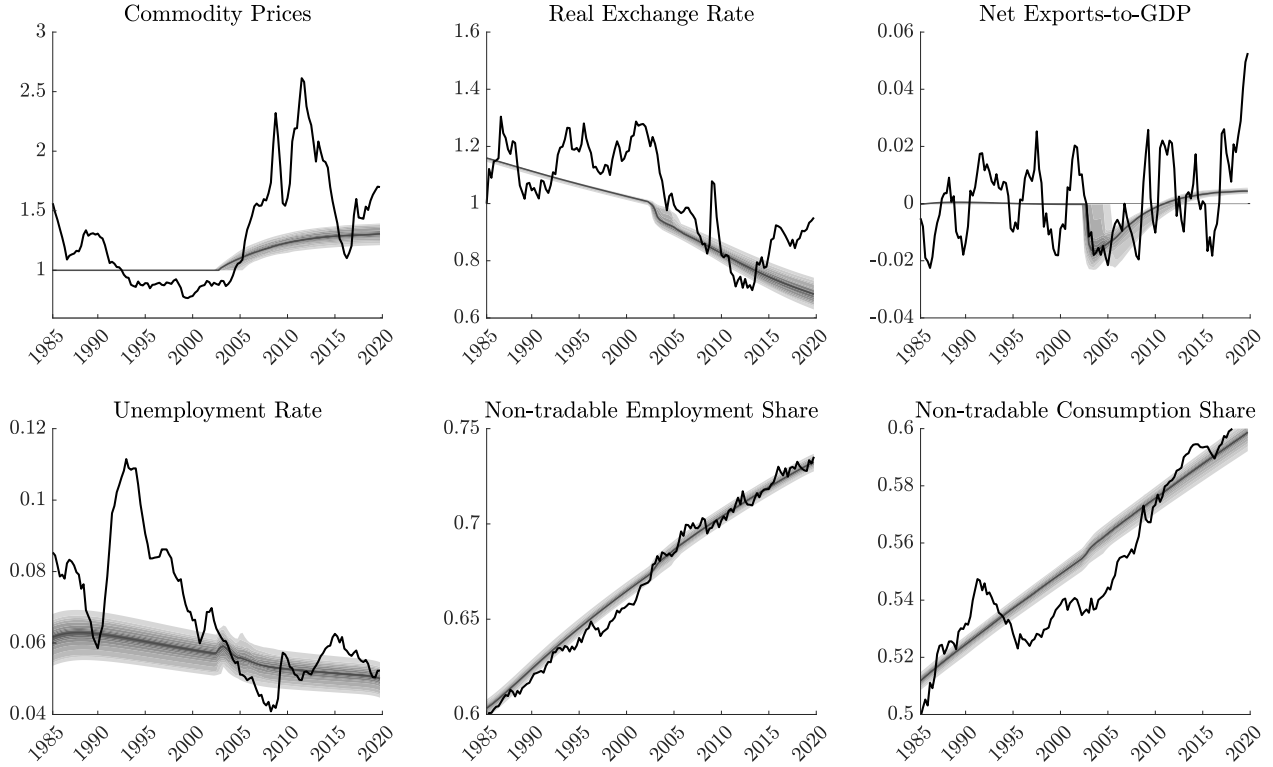 Commodity Prices
3
2.5
2
1.5
1
1985 1990 1995 2000 2005 2010 2015 2020
Real Exchange Rate
1.6
1.4
1.2
1
0.8
0.6
1985 1990 1995 2000 2005 2010 2015 2020
Net Exports-to-GDP
0.06
0.04
0.02
0
-0.02
-0.04
1985 1990 1995 2000 2005 2010 2015 2020
Unemployment Rate
0.12
0.1
0.08
0.06
0.04
1985 1990 1995 2000 2005 2010 2015 2020
Non-tradable Employment Share
0.75
0.7
0.65
0.6
1985 1990 1995 2000 2005 2010 2015 2020
Non-tradable Consumption Share
0.6
0.58
0.56
0.54
0.52
0.5
1985 1990 1995 2000 2005 2010 2015 2020